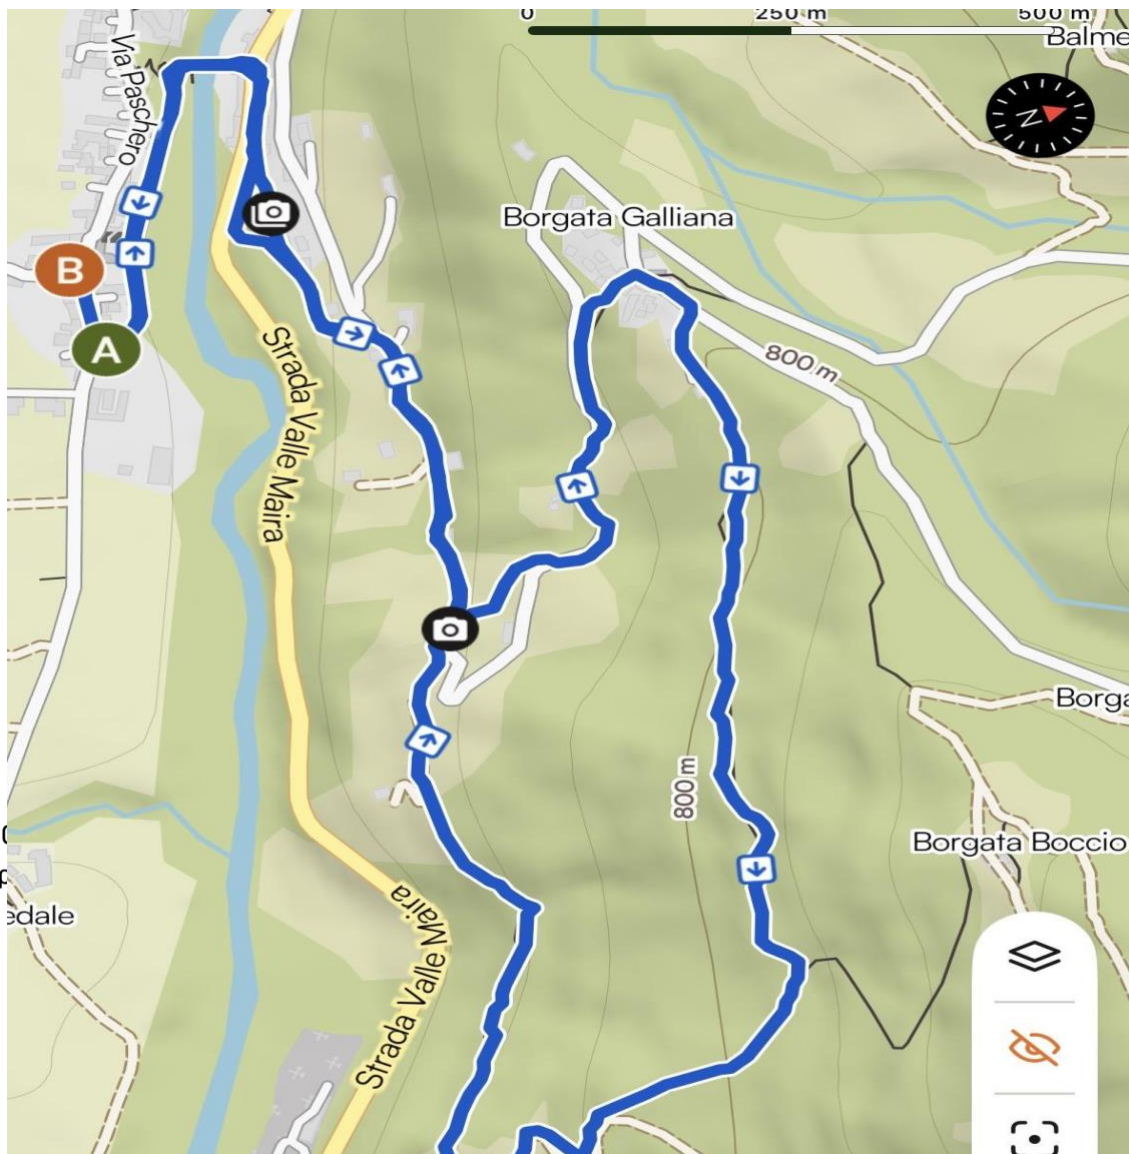 0
250 m
500 m
Balme
Via Paschero
N
Borgata Galliana
B
A
800 m
Strada Valle Maira
Borga
800 m
Borgata Boccio
edale
Strada Valle Maira